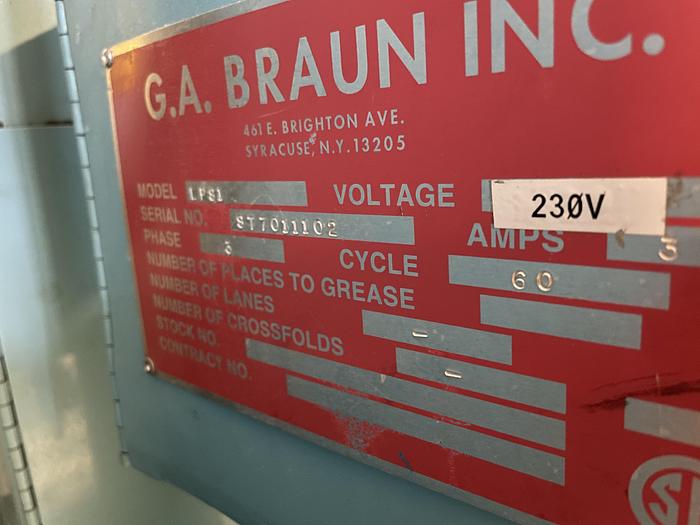 G.A. BRAUN INC.
461 E. BRIGHTON AVE.
SYRACUSE, N.Y. 13205
MODEL LPS1 VOLTAGE 230V
SERIAL NO. ST7011102 AMPS 3
PHASE 3 CYCLE 60
NUMBER OF PLACES TO GREASE
NUMBER OF LANES -
NUMBER OF CROSSFOLDS -
STOCK NO.
CONTRACT NO.